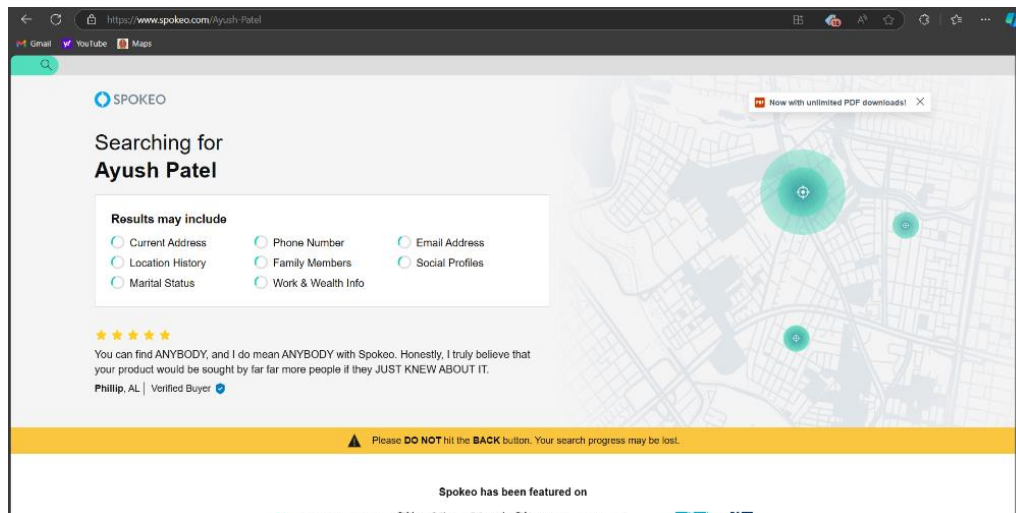 https://www.spokeo.com/Ayush-Patel
Gmail YouTube Maps
SPOKEO
PDF Now with unlimited PDF downloads!
Searching for
Ayush Patel
Results may include
Current Address Phone Number Email Address
Location History Family Members Social Profiles
Marital Status Work & Wealth Info
You can find ANYBODY, and I do mean ANYBODY with Spokeo. Honestly, I truly believe that
your product would be sought by far far more people if they JUST KNEW ABOUT IT.
Phillip, AL | Verified Buyer
Please DO NOT hit the BACK button. Your search progress may be lost.
Spokeo has been featured on